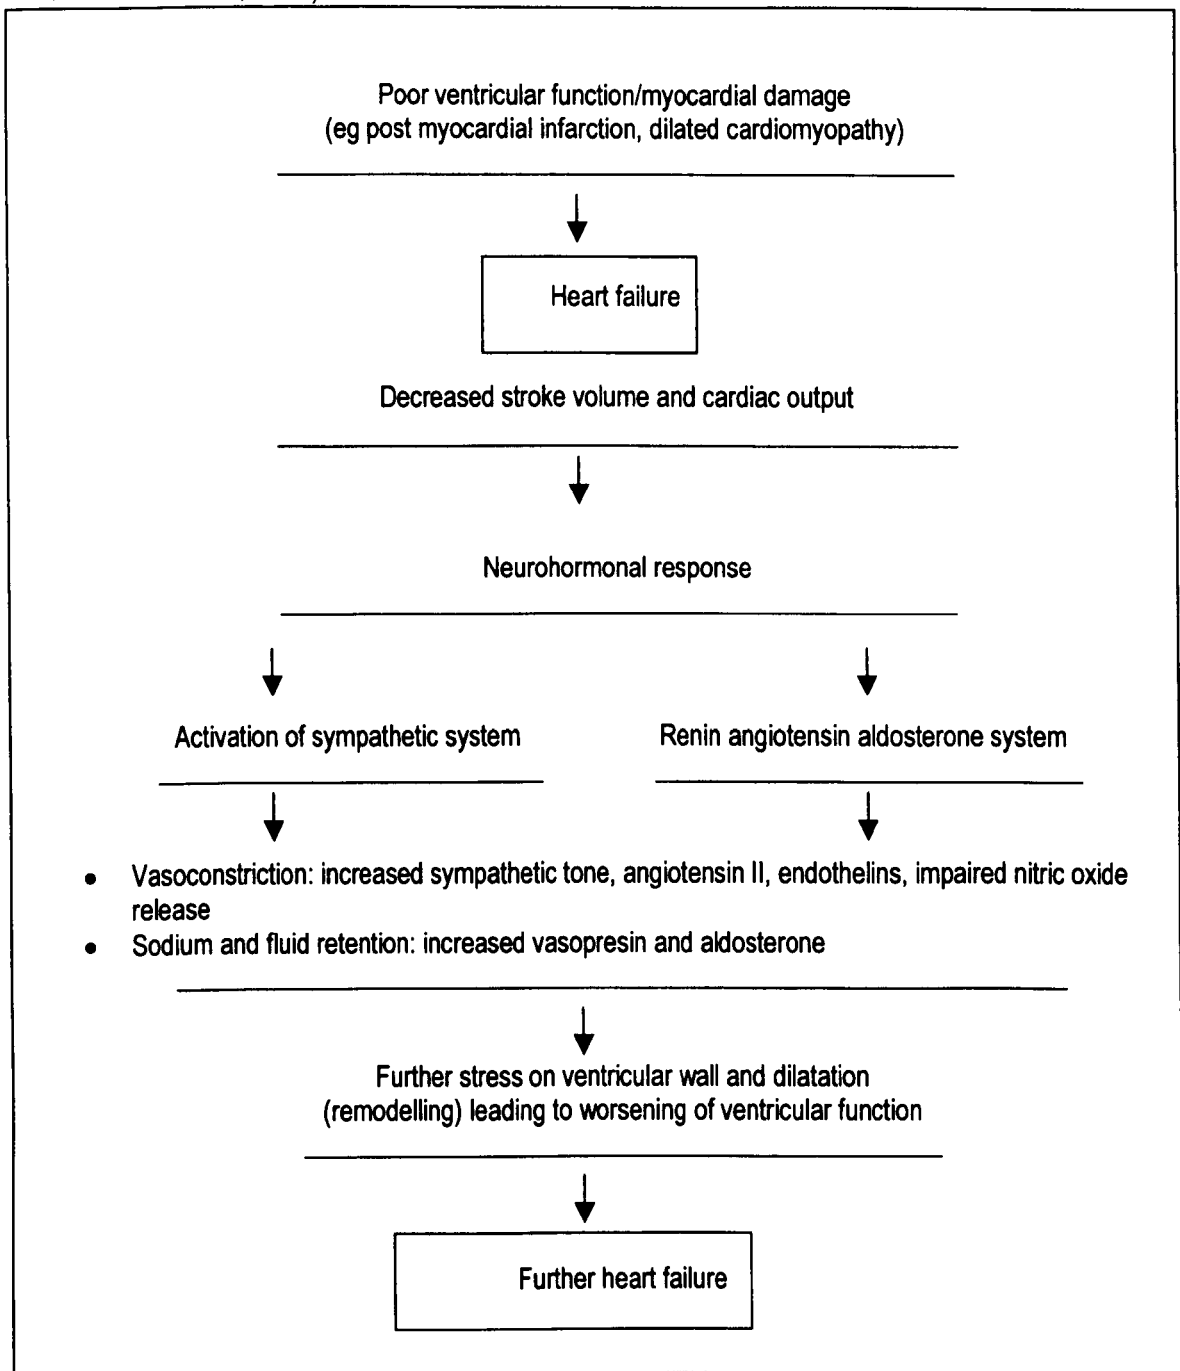 Poor ventricular function/myocardial damage
(eg post myocardial infarction, dilated cardiomyopathy)
Heart failure
Decreased stroke volume and cardiac output
Neurohormonal response
Activation of sympathetic system
Renin angiotensin aldosterone system
• Vasoconstriction: increased sympathetic tone, angiotensin II, endothelins, impaired nitric oxide
release
• Sodium and fluid retention: increased vasopresin and aldosterone
Further stress on ventricular wall and dilatation
(remodelling) leading to worsening of ventricular function
Further heart failure